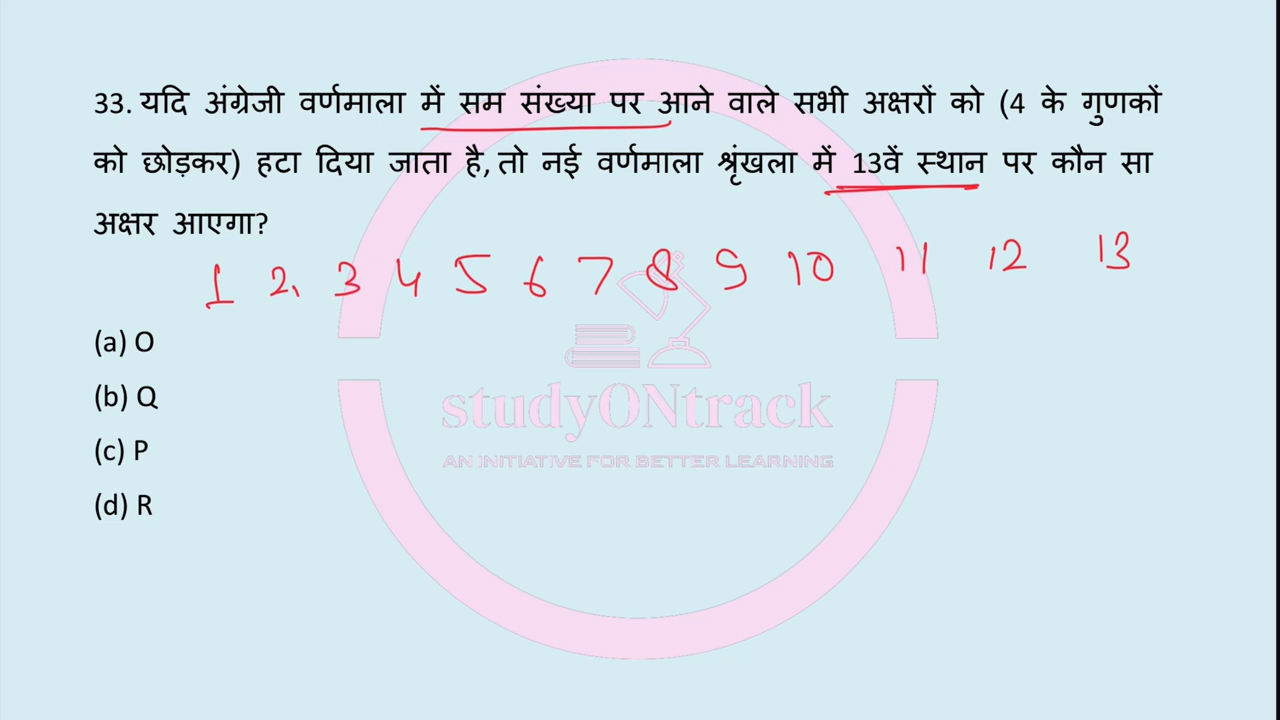 33. यदि अंग्रेजी वर्णमाला में सम संख्या पर आने वाले सभी अक्षरों को (4 के गुणकों
को छोड़कर) हटा दिया जाता है, तो नई वर्णमाला श्रृंखला में 13वें स्थान पर कौन सा
अक्षर आएगा?
1 2, 3 4 5 6 7 8 9 10 11 12 13
(a) O
(b) Q
(c) P
(d) R
studyONtrack
AN INITIATIVE FOR BETTER LEARNING